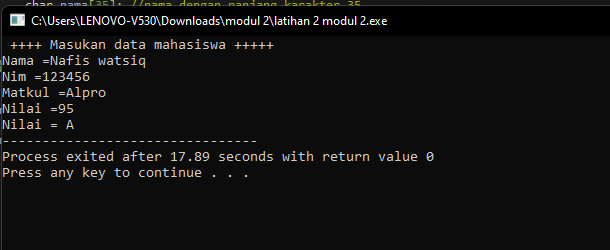 char nama[35]; //nama dengan panjang karakter 35
C:\Users\LENOVO-V530\Downloads\modul 2\latihan 2 modul 2.exe
++++ Masukan data mahasiswa +++++
Nama =Nafis watsiq
Nim =123456
Matkul =Alpro
Nilai =95
Nilai = A
--------------------------------
Process exited after 17.89 seconds with return value 0
Press any key to continue . . .